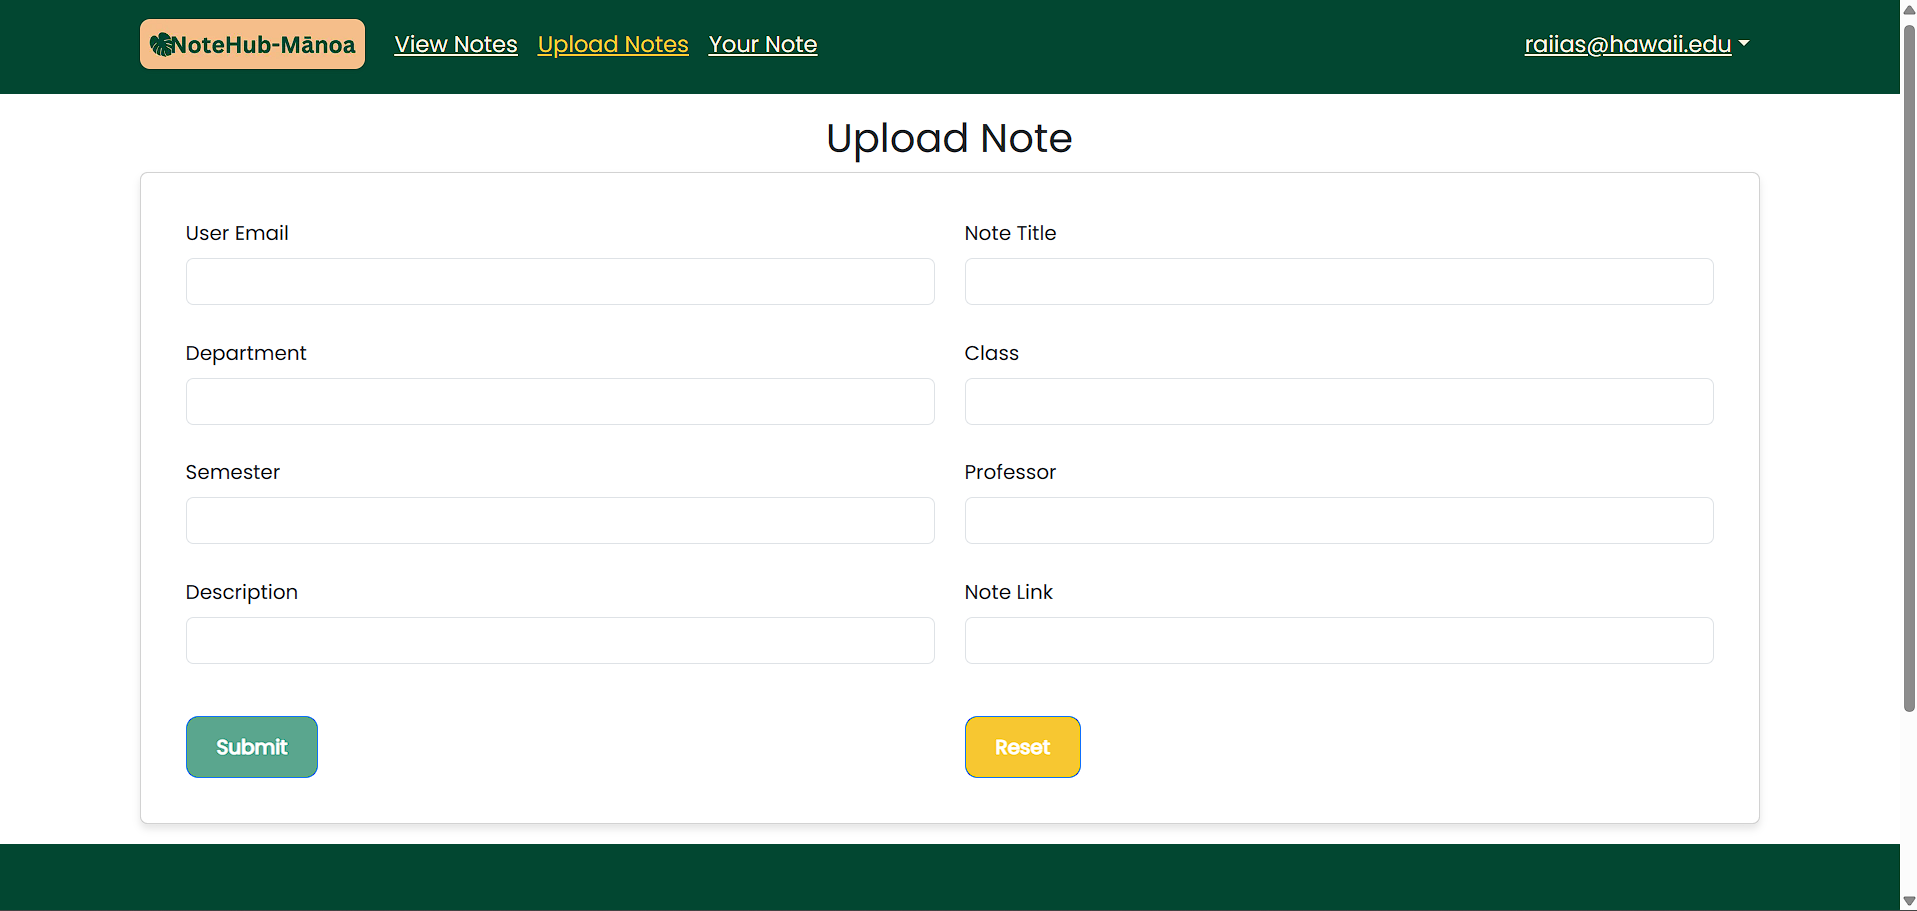 NoteHub-Mānoa View Notes Upload Notes Your Note raiias@hawaii.edu
Upload Note
User Email Note Title
Department Class
Semester Professor
Description Note Link
Submit Reset